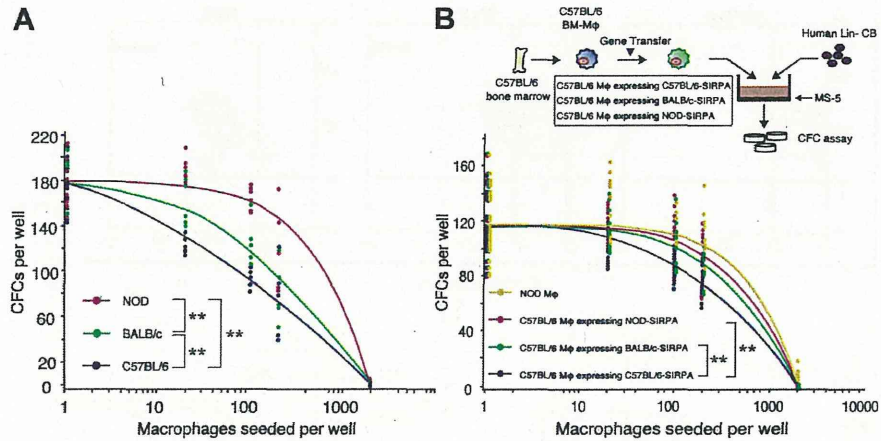 A
220
180
140
100
80
60
20
0
CFCs per well
NOD
BALB/c
C57BL/6
**
**
**
1
10
100
1000
Macrophages seeded per well
B
C57BL/6
BM-Mφ
Gene Transfer
Human Lin- CB
C57BL/6
bone marrow
C57BL/6 Mφ expressing C57BL/6-SIRPA
C57BL/6 Mφ expressing BALB/c-SIRPA
C57BL/6 Mφ expressing NOD-SIRPA
MS-5
CFC assay
160
120
80
40
0
CFCs per well
NOD Mφ
C57BL/6 Mφ expressing NOD-SIRPA
C57BL/6 Mφ expressing BALB/c-SIRPA
C57BL/6 Mφ expressing C57BL/6-SIRPA
**
**
1
10
100
1000
10000
Macrophages seeded per well